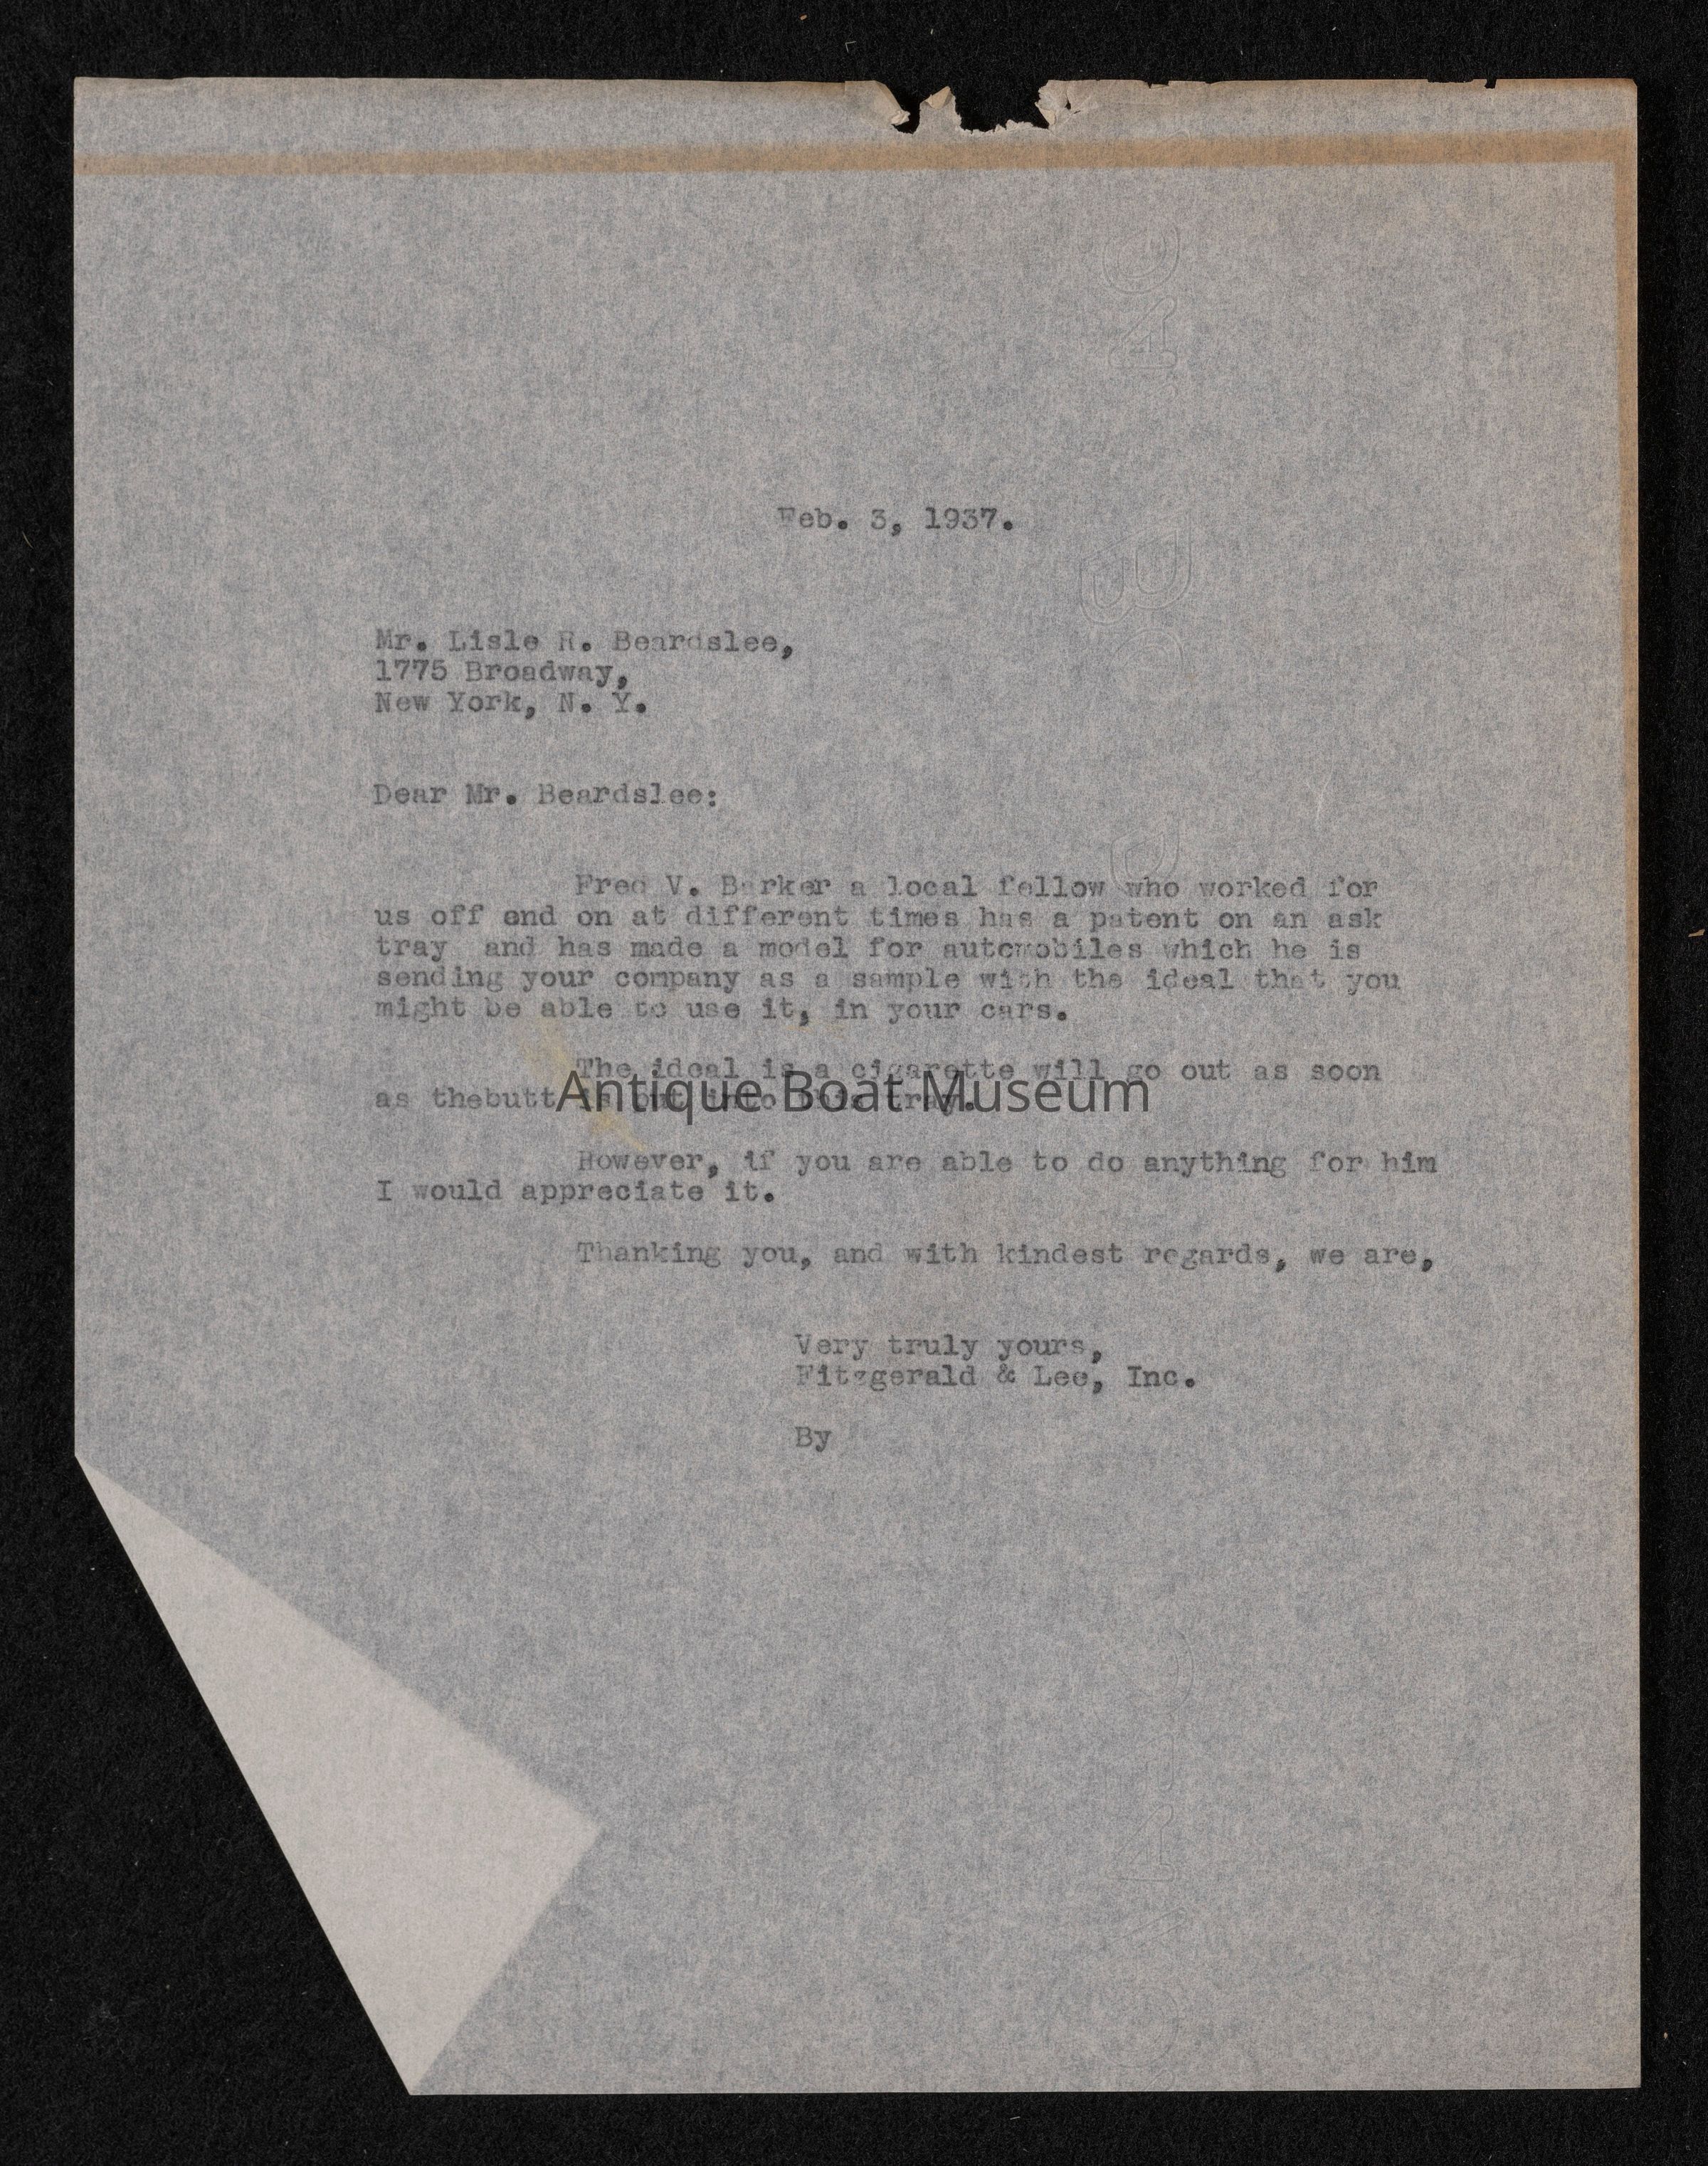 Feb. 3, 1937.
Mr. Lisle R. Beardslee,
1775 Broadway,
New York, N. Y.
Dear Mr. Beardslee:
Fred V. Barker a local fellow who worked for
us off and on at different times has a patent on an ask
tray and has made a model for automobiles which he is
sending your company as a sample with the ideal that you
might be able to use it, in your cars.
The ideal is a cigarette will go out as soon
as thebutt is put into this tray.
Antique Boat Museum
However, if you are able to do anything for him
I would appreciate it.
Thanking you, and with kindest regards, we are,
Very truly yours,
Fitzgerald & Lee, Inc.
By